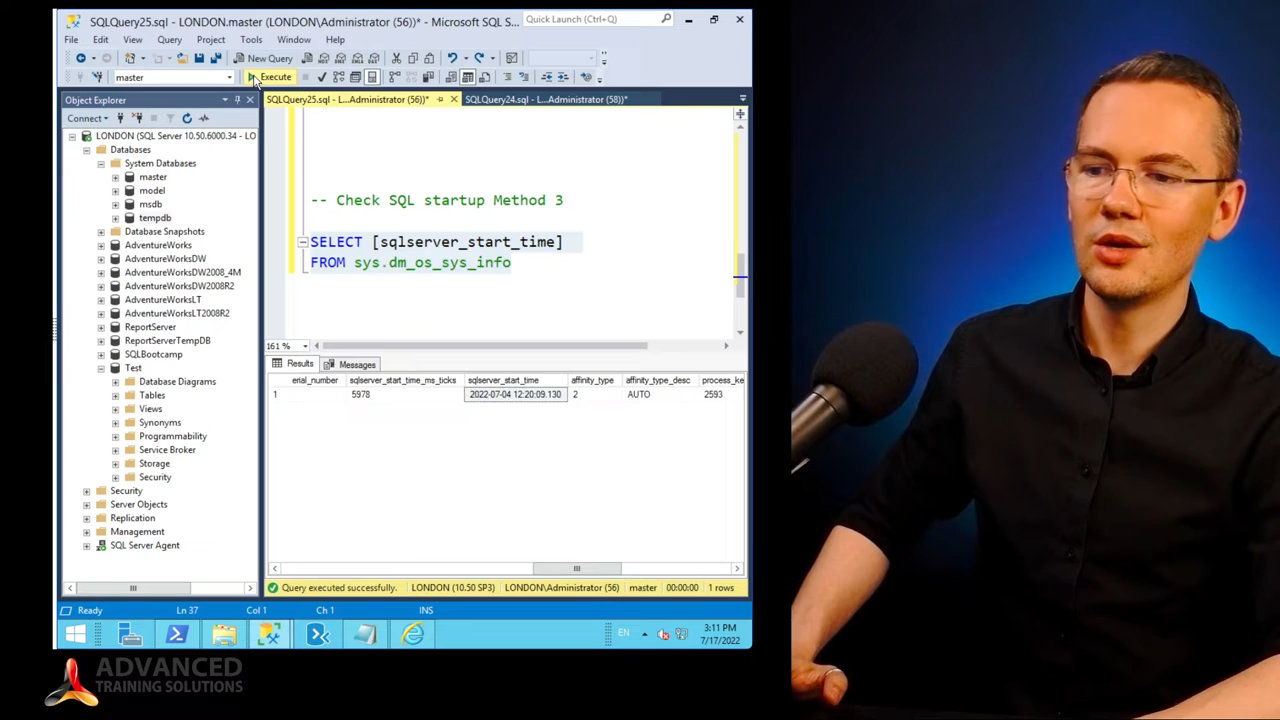 SQLQuery25.sql - LONDON.master (LONDON\Administrator (56))* - Microsoft SQL S...
Quick Launch (Ctrl+Q)
File Edit View Query Project Tools Window Help
New Query
master
Execute
Object Explorer
SQLQuery25.sql - L...Administrator (56))*
SQLQuery24.sql - L...Administrator (58))*
Connect
LONDON (SQL Server 10.50.6000.34 - LO
Databases
System Databases
master
model
msdb
tempdb
Database Snapshots
AdventureWorks
AdventureWorksDW
AdventureWorksDW2008_4M
AdventureWorksDW2008R2
AdventureWorksLT
AdventureWorksLT2008R2
ReportServer
ReportServerTempDB
SQLBootcamp
Test
Database Diagrams
Tables
Views
Synonyms
Programmability
Service Broker
Storage
Security
Security
Server Objects
Replication
Management
SQL Server Agent
-- Check SQL startup Method 3
SELECT [sqlserver_start_time]
FROM sys.dm_os_sys_info
161 %
Results Messages
erial_number sqlserver_start_time_ms_ticks sqlserver_start_time affinity_type affinity_type_desc process_ke
1 5978 2022-07-04 12:20:09.130 2 AUTO 2593
Query executed successfully. LONDON (10.50 SP3) LONDON\Administrator (56) master 00:00:00 1 rows
Ready Ln 37 Col 1 Ch 1 INS
EN
3:11 PM
7/17/2022
ADVANCED
TRAINING SOLUTIONS